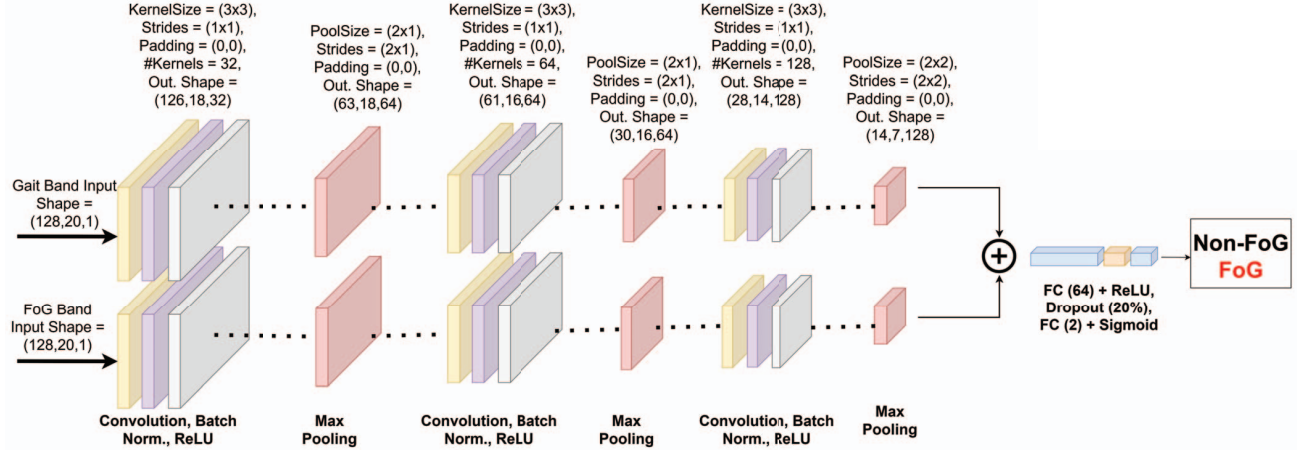 KernelSize = (3x3),
Strides = (1x1),
Padding = (0,0),
#Kernels = 32,
Out. Shape =
(126,18,32)
PoolSize = (2x1),
Strides = (2x1),
Padding = (0,0),
Out. Shape =
(63,18,64)
KernelSize = (3x3),
Strides = (1x1),
Padding = (0,0),
#Kernels = 64,
Out. Shape =
(61,16,64)
PoolSize = (2x1),
Strides = (2x1),
Padding = (0,0),
Out. Shape =
(30,16,64)
KernelSize = (3x3),
Strides = (1x1),
Padding = (0,0),
#Kernels = 128,
Out. Shape =
(28,14,128)
PoolSize = (2x2),
Strides = (2x2),
Padding = (0,0),
Out. Shape =
(14,7,128)
Gait Band Input
Shape =
(128,20,1)
FoG Band
Input Shape =
(128,20,1)
+
Non-FoG
FoG
FC (64) + ReLU,
Dropout (20%),
FC (2) + Sigmoid
Convolution, Batch
Norm., ReLU
Max
Pooling
Convolution, Batch
Norm., ReLU
Max
Pooling
Convolution, Batch
Norm., ReLU
Max
Pooling